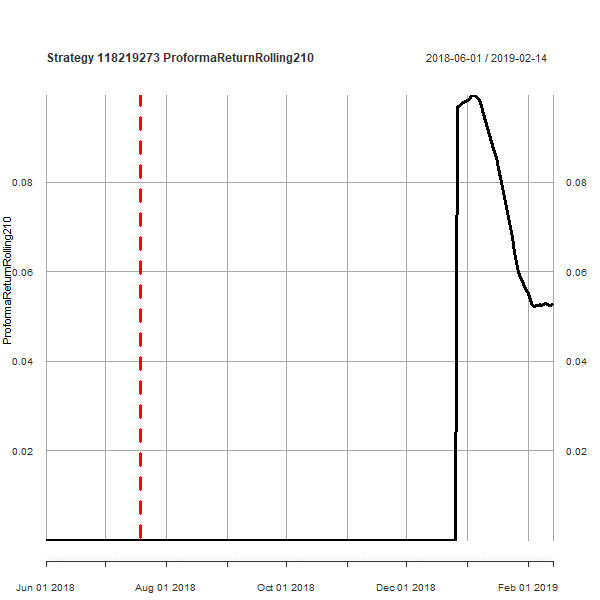 Strategy 118219273 ProformaReturnRolling210
2018-06-01 / 2019-02-14
ProformaReturnRolling210
0.08
0.06
0.04
0.02
0.08
0.06
0.04
0.02
Jun 01 2018
Aug 01 2018
Oct 01 2018
Dec 01 2018
Feb 01 2019